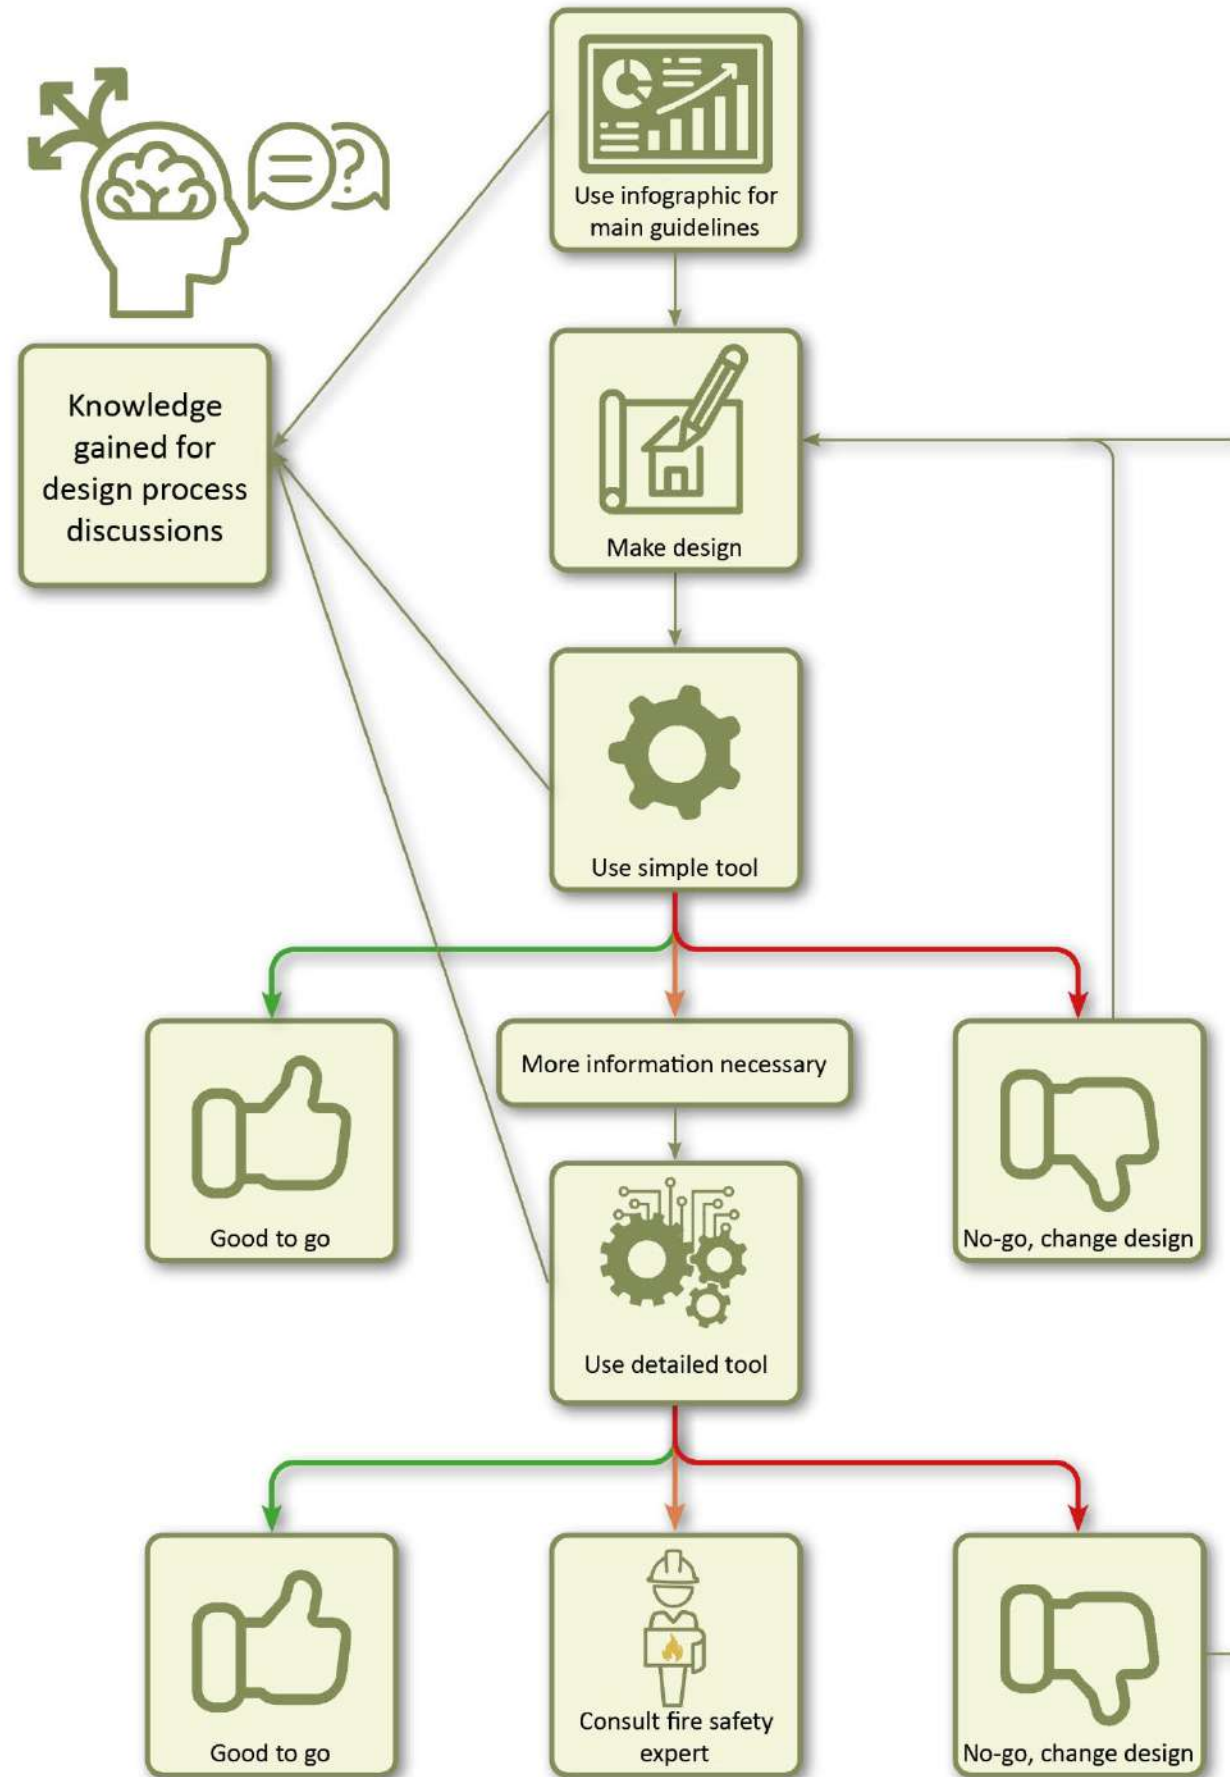 Use infographic for
main guidelines
Knowledge
gained for
design process
discussions
Make design
Use simple tool
More information necessary
Good to go
No-go, change design
Use detailed tool
Good to go
Consult fire safety
expert
No-go, change design